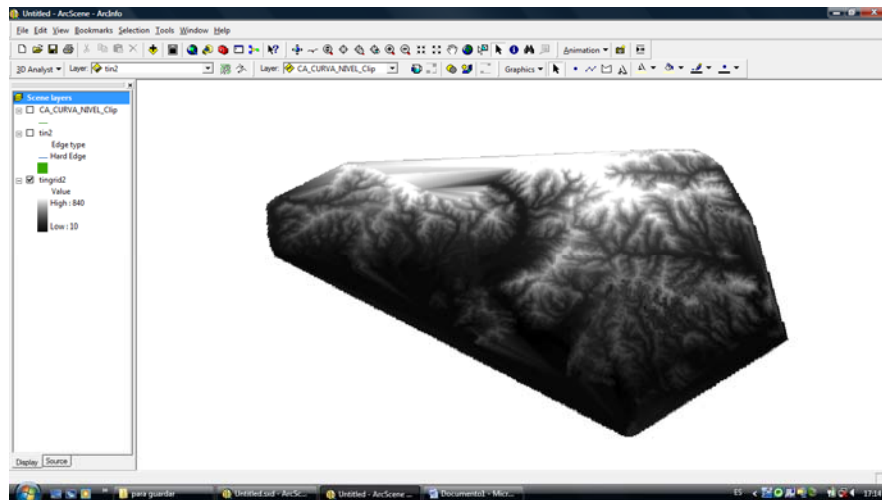 Untitled - ArcScene - ArcInfo
File Edit View Bookmarks Selection Tools Window Help
Animation
3D Analyst Layer: tin2 Layer: CA_CURVA_NIVEL_Clip Graphics
Scene layers
CA_CURVA_NIVEL_Clip
tin2
Edge type
Hard Edge
tingrid2
Value
High : 840
Low : 10
Display Source
para guardar Untitled.sxd - ArcSc... Untitled - ArcScene ... Documento1 - Micr... ES 17:14